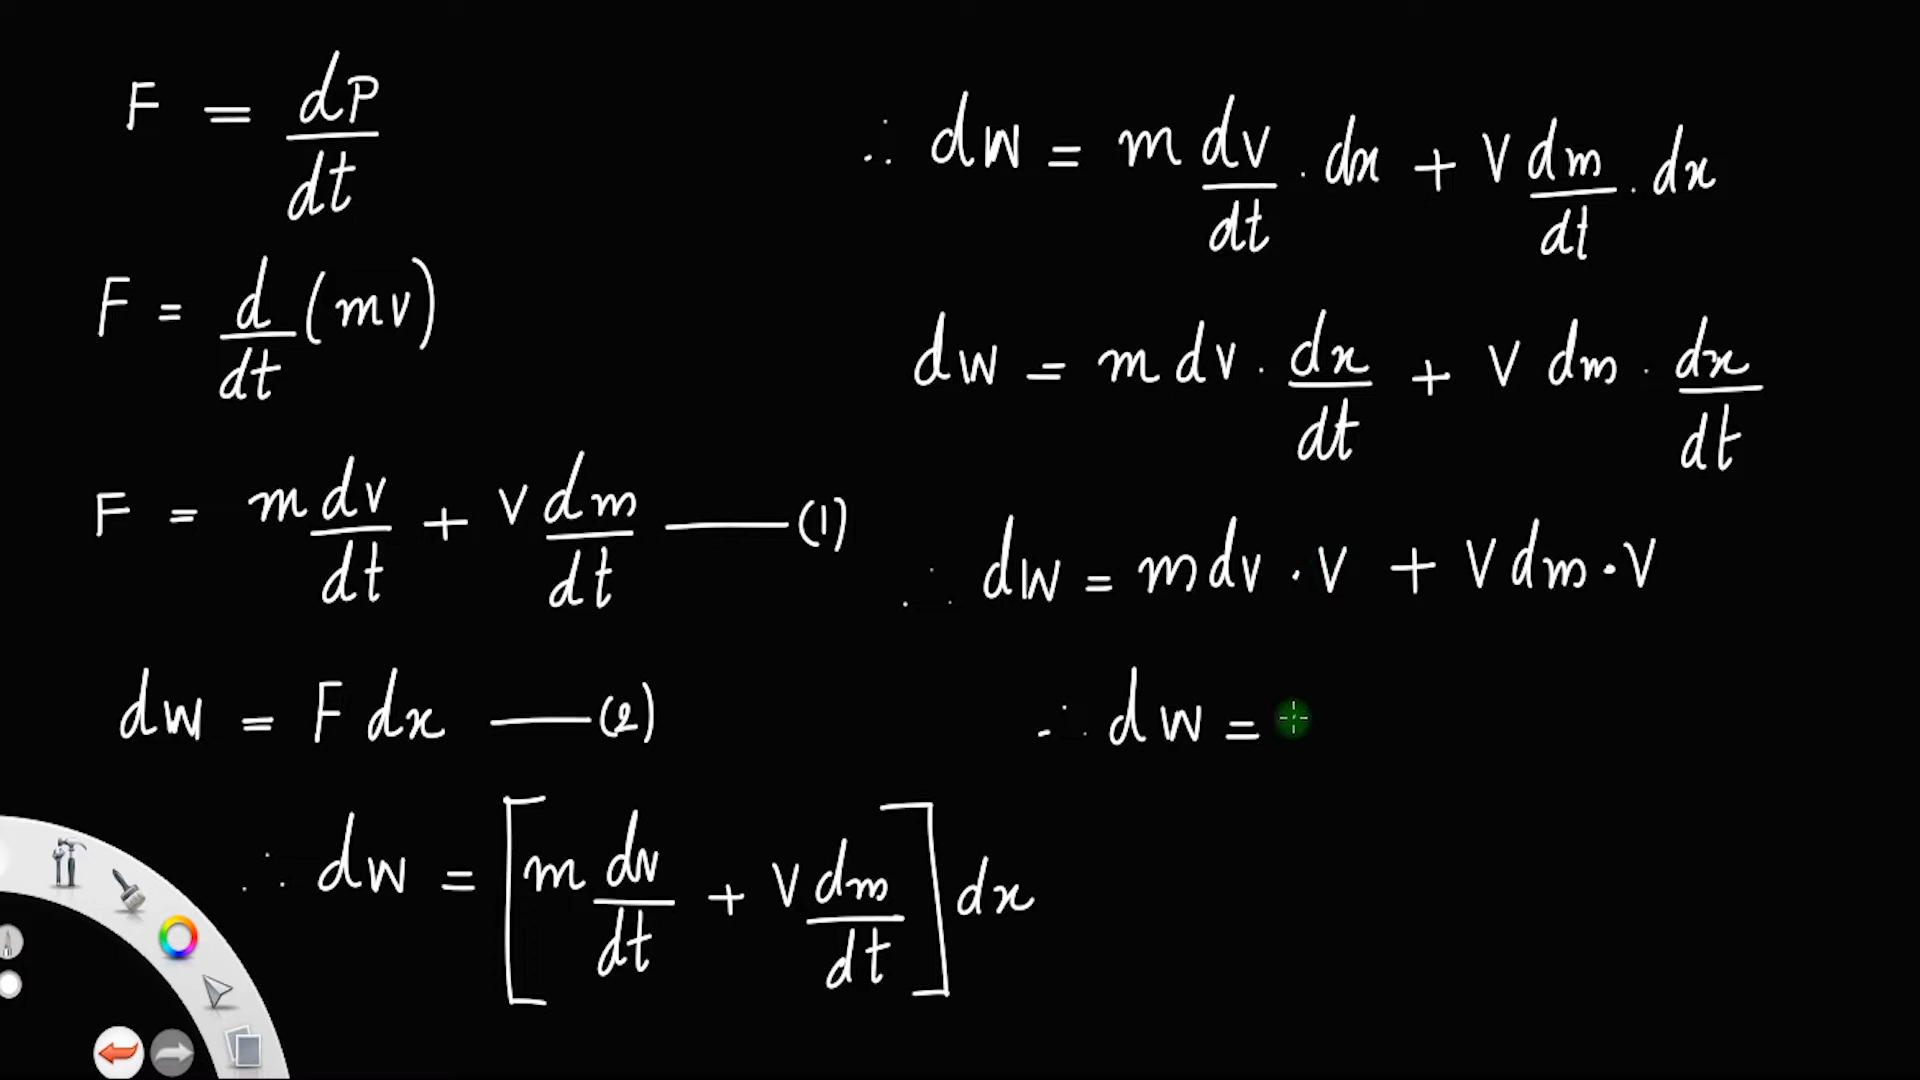 F = dP/dt
F = d/dt (mv)
F = m dv/dt + v dm/dt —— (1)
dw = F dx —— (2)
∴ dw = [m dv/dt + v dm/dt] dx
∴ dw = m dv/dt . dx + v dm/dt . dx
dw = m dv . dx/dt + v dm . dx/dt
∴ dw = m dv . v + v dm . v
∴ dw =